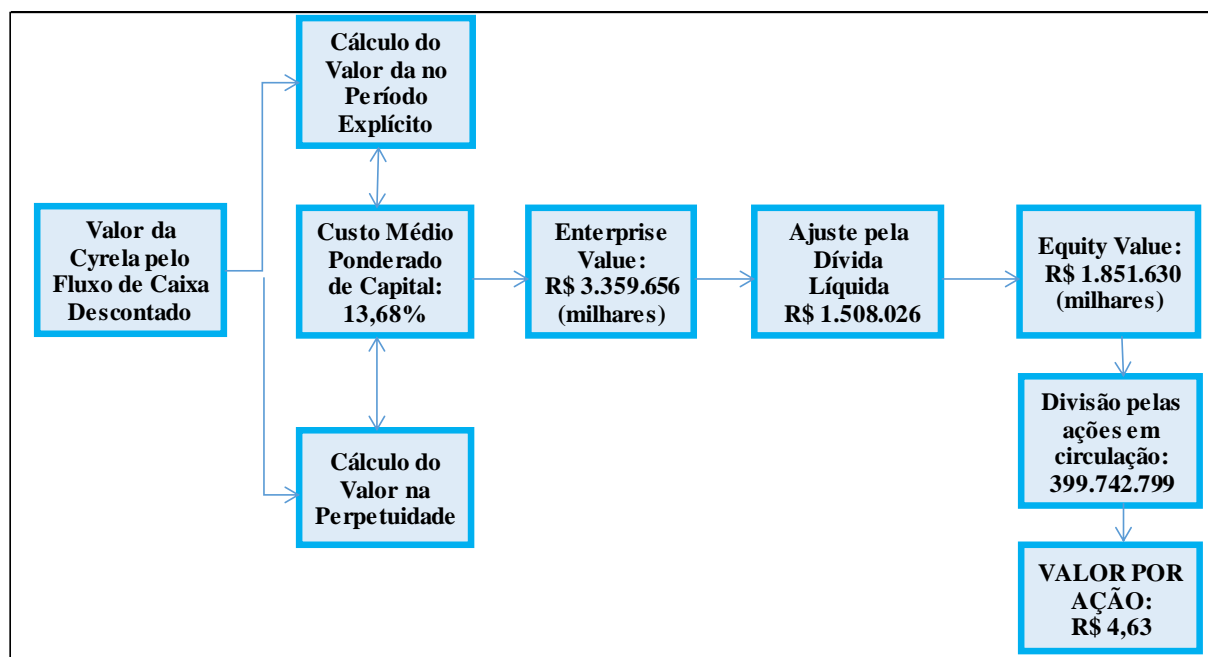 Cálculo do
Valor da no
Período
Explícito
Valor da
Cyrela pelo
Fluxo de Caixa
Descontado
Custo Médio
Ponderado
de Capital:
13,68%
Enterprise
Value:
R$ 3.359.656
(milhares)
Ajuste pela
Dívida
Líquida
R$ 1.508.026
Equity Value:
R$ 1.851.630
(milhares)
Cálculo do
Valor na
Perpetuidade
Divisão pelas
ações em
circulação:
399.742.799
VALOR POR
AÇÃO:
R$ 4,63